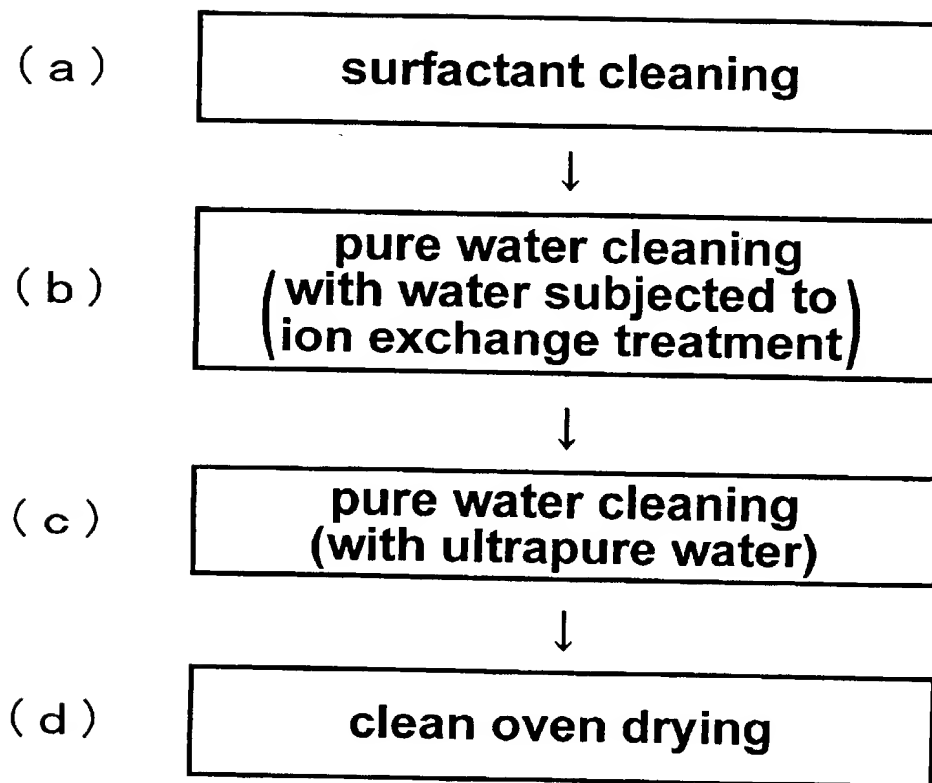 (a) surfactant cleaning
↓
pure water cleaning
(b) (with water subjected to
ion exchange treatment)
↓
pure water cleaning
(c) (with ultrapure water)
↓
(d) clean oven drying